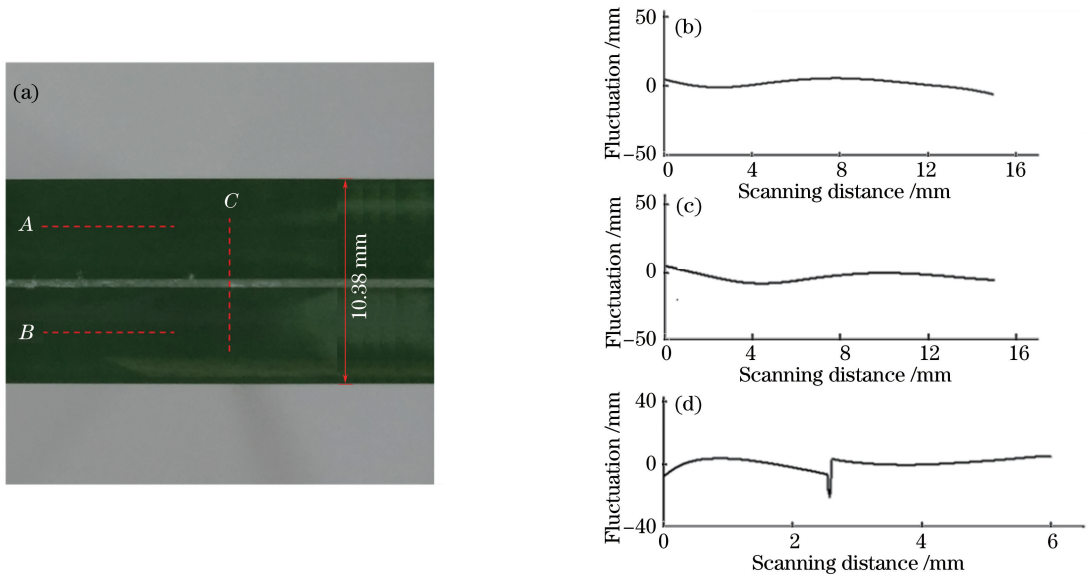 (a)
A
B
C
10.38 mm
(b)
Fluctuation /mm
50
0
−50
0 4 8 12 16
Scanning distance /mm
(c)
Fluctuation /mm
50
0
−50
0 4 8 12 16
Scanning distance /mm
(d)
Fluctuation /mm
40
0
−40
0 2 4 6
Scanning distance /mm